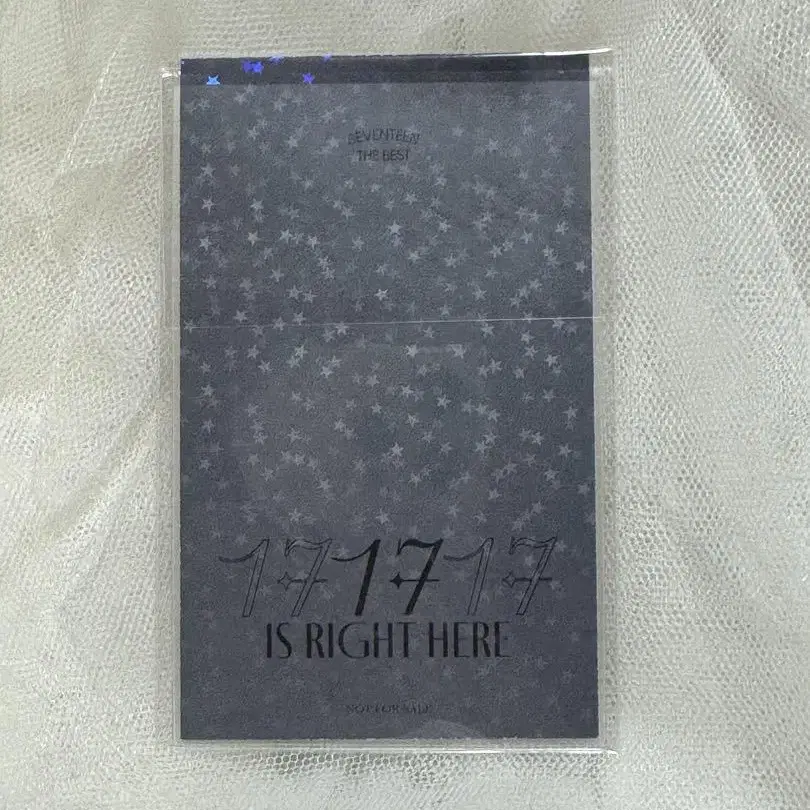 SEVENTEEN
THE BEST
17 17 17
IS RIGHT HERE
NOT FOR SALE